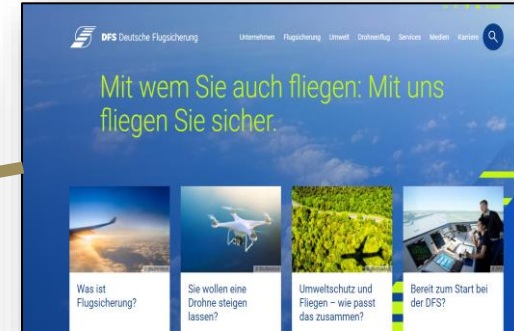 DFS Deutsche Flugsicherung
Unternehmen Flugsicherung Umwelt Drohnenflug Services Medien Karriere
Mit wem Sie auch fliegen: Mit uns
fliegen Sie sicher.
Was ist
Flugsicherung?
Sie wollen eine
Drohne steigen
lassen?
Umweltschutz und
Fliegen – wie passt
das zusammen?
Bereit zum Start bei
der DFS?